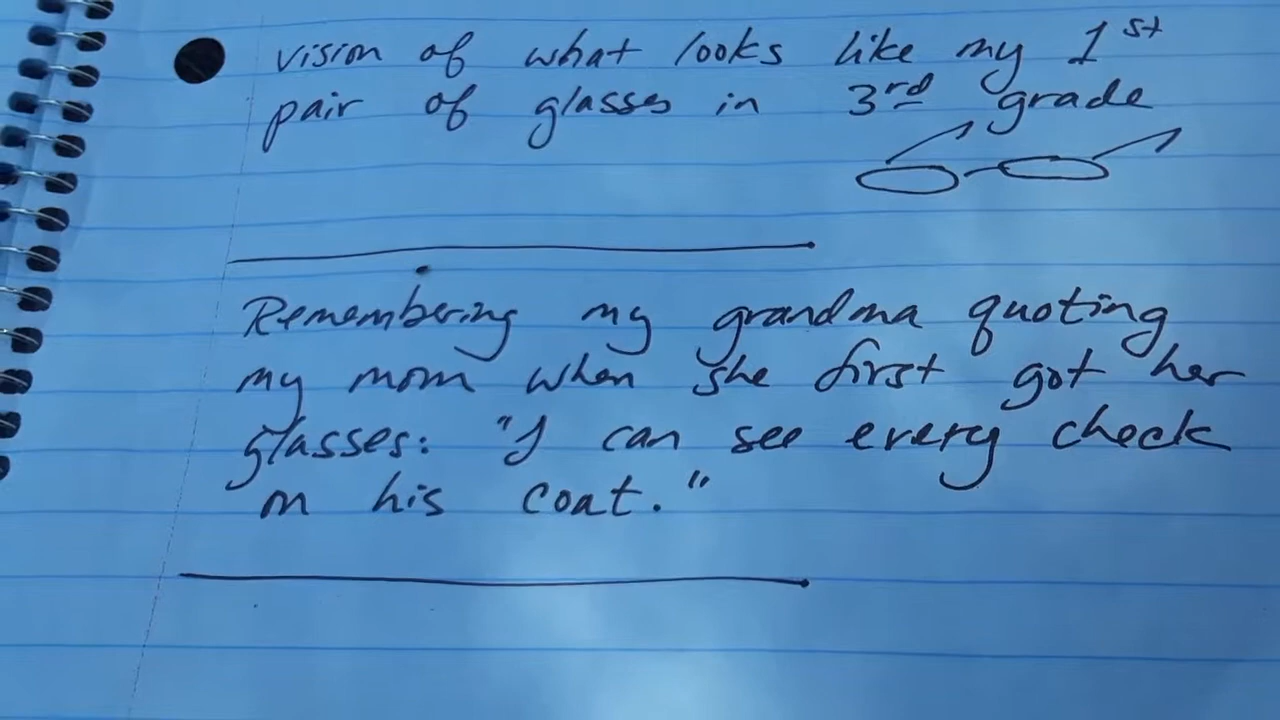 vision of what looks like my 1st
pair of glasses in 3rd grade
Remembering my grandma quoting
my mom when she first got her
glasses: "I can see every check
on his coat."